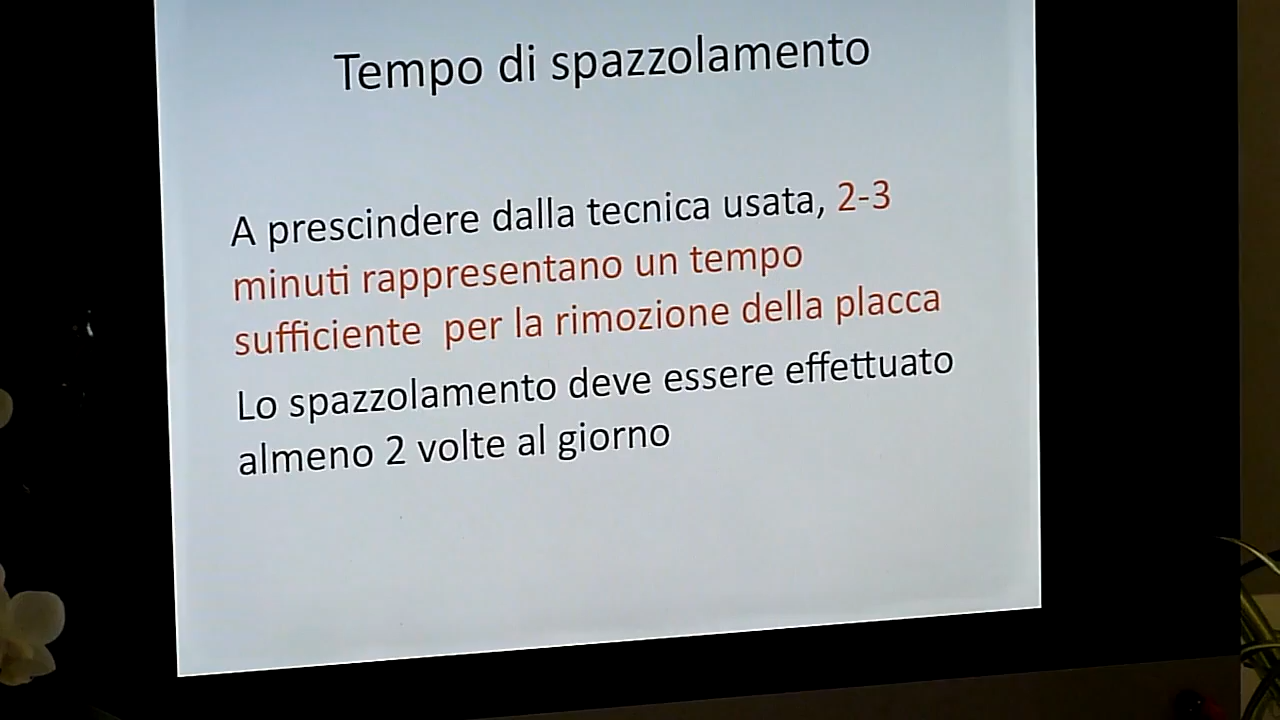 Tempo di spazzolamento
A prescindere dalla tecnica usata, 2-3
minuti rappresentano un tempo
sufficiente per la rimozione della placca
Lo spazzolamento deve essere effettuato
almeno 2 volte al giorno